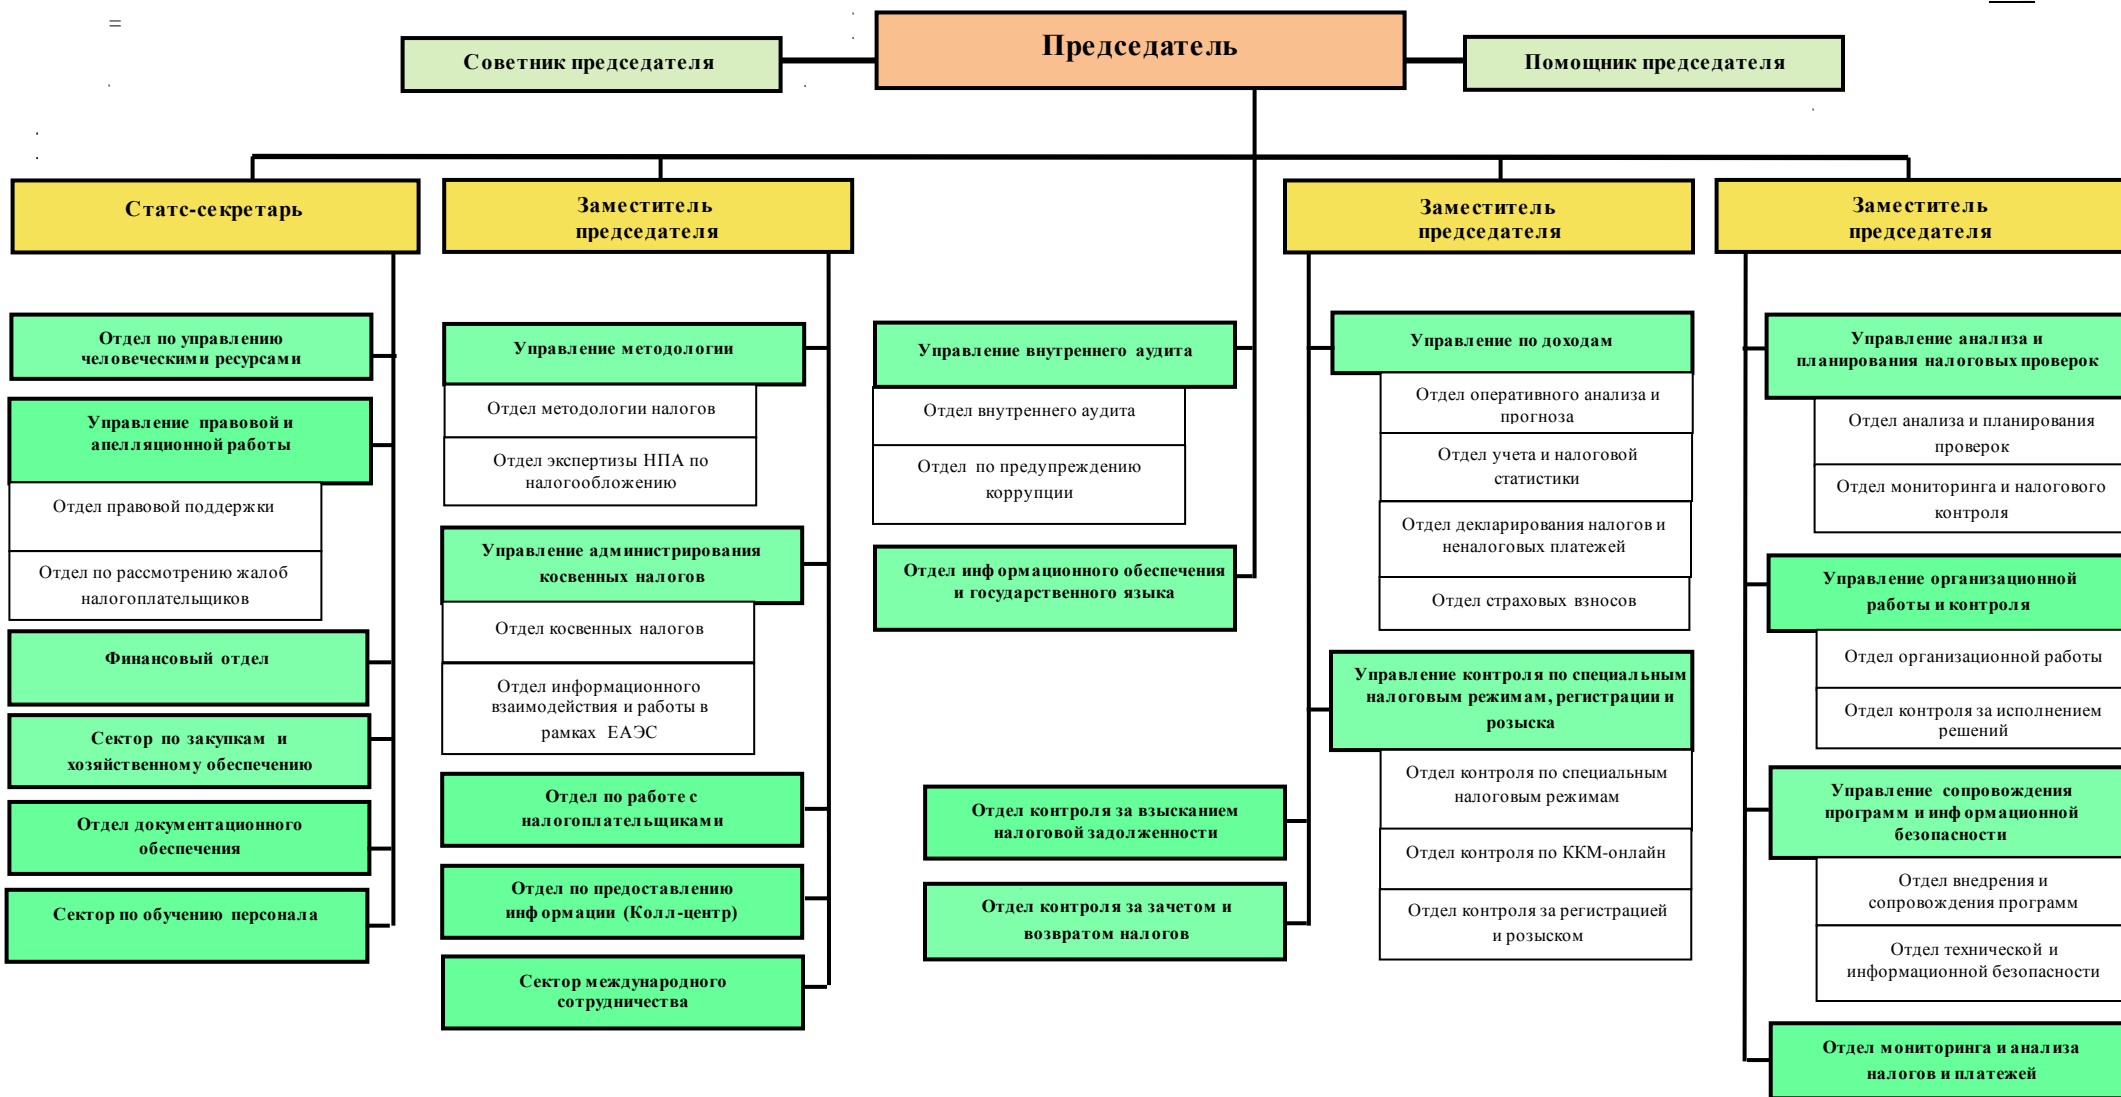 =
Председатель
Советник председателя
Помощник председателя
Статс-секретарь
Заместитель
председателя
Заместитель
председателя
Заместитель
председателя
Отдел по управлению
человеческими ресурсами
Управление правовой и
апелляционной работы
Отдел правовой поддержки
Отдел по рассмотрению жалоб
налогоплательщиков
Финансовый отдел
Сектор по закупкам и
хозяйственному обеспечению
Отдел документационного
обеспечения
Сектор по обучению персонала
Управление методологии
Отдел методологии налогов
Отдел экспертизы НПА по
налогообложению
Управление администрирования
косвенных налогов
Отдел косвенных налогов
Отдел информационного
взаимодействия и работы в
рамках ЕАЭС
Отдел по работе с
налогоплательщиками
Отдел по предоставлению
информации (Колл-центр)
Сектор международного
сотрудничества
Управление внутреннего аудита
Отдел внутреннего аудита
Отдел по предупреждению
коррупции
Отдел информационного обеспечения
и государственного языка
Отдел контроля за взысканием
налоговой задолженности
Отдел контроля за зачетом и
возвратом налогов
Управление по доходам
Отдел оперативного анализа и
прогноза
Отдел учета и налоговой
статистики
Отдел декларирования налогов и
неналоговых платежей
Отдел страховых взносов
Управление контроля по специальным
налоговым режимам, регистрации и
розыска
Отдел контроля по специальным
налоговым режимам
Отдел контроля по ККМ-онлайн
Отдел контроля за регистрацией
и розыском
Управление анализа и
планирования налоговых проверок
Отдел анализа и планирования
проверок
Отдел мониторинга и налогового
контроля
Управление организационной
работы и контроля
Отдел организационной работы
Отдел контроля за исполнением
решений
Управление сопровождения
программ и информационной
безопасности
Отдел внедрения и
сопровождения программ
Отдел технической и
информационной безопасности
Отдел мониторинга и анализа
налогов и платежей